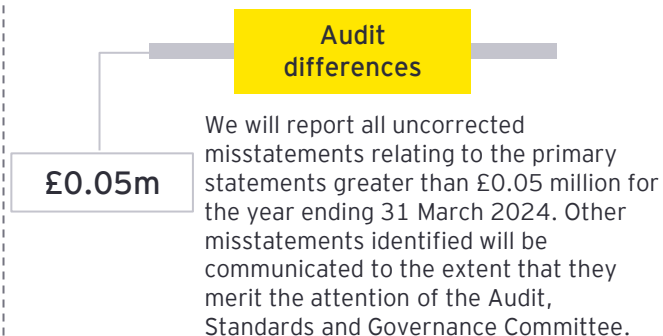 Audit
differences
£0.05m
We will report all uncorrected
misstatements relating to the primary
statements greater than £0.05 million for
the year ending 31 March 2024. Other
misstatements identified will be
communicated to the extent that they
merit the attention of the Audit,
Standards and Governance Committee.